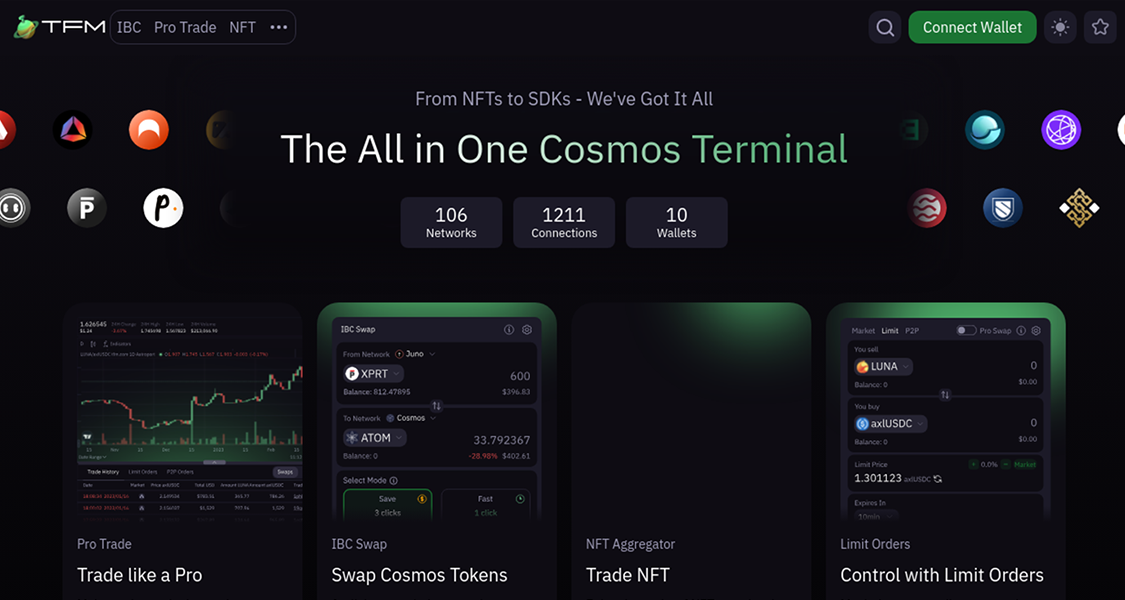 TFM
IBC Pro Trade NFT
Connect Wallet
From NFTs to SDKs - We've Got It All
The All in One Cosmos Terminal
106
Networks
1211
Connections
10
Wallets
1.626545
Trade History Limit Orders P2P Orders Swaps
Pro Trade
Trade like a Pro
IBC Swap
From Network Juno
XPRT
600
Balance: 812.47895
$396.83
To Network Cosmos
ATOM
33.792367
Balance: 0
-28.98% $402.61
Select Mode
Save
3 clicks
Fast
1 click
IBC Swap
Swap Cosmos Tokens
NFT Aggregator
Trade NFT
Market Limit P2P
Pro Swap
You sell
LUNA
0
Balance: 0
$0.00
You buy
axlUSDC
0
Balance: 0
$0.00
Limit Price
0,0%
Market
1.301123 axlUSDC
Expires In
10min
Limit Orders
Control with Limit Orders